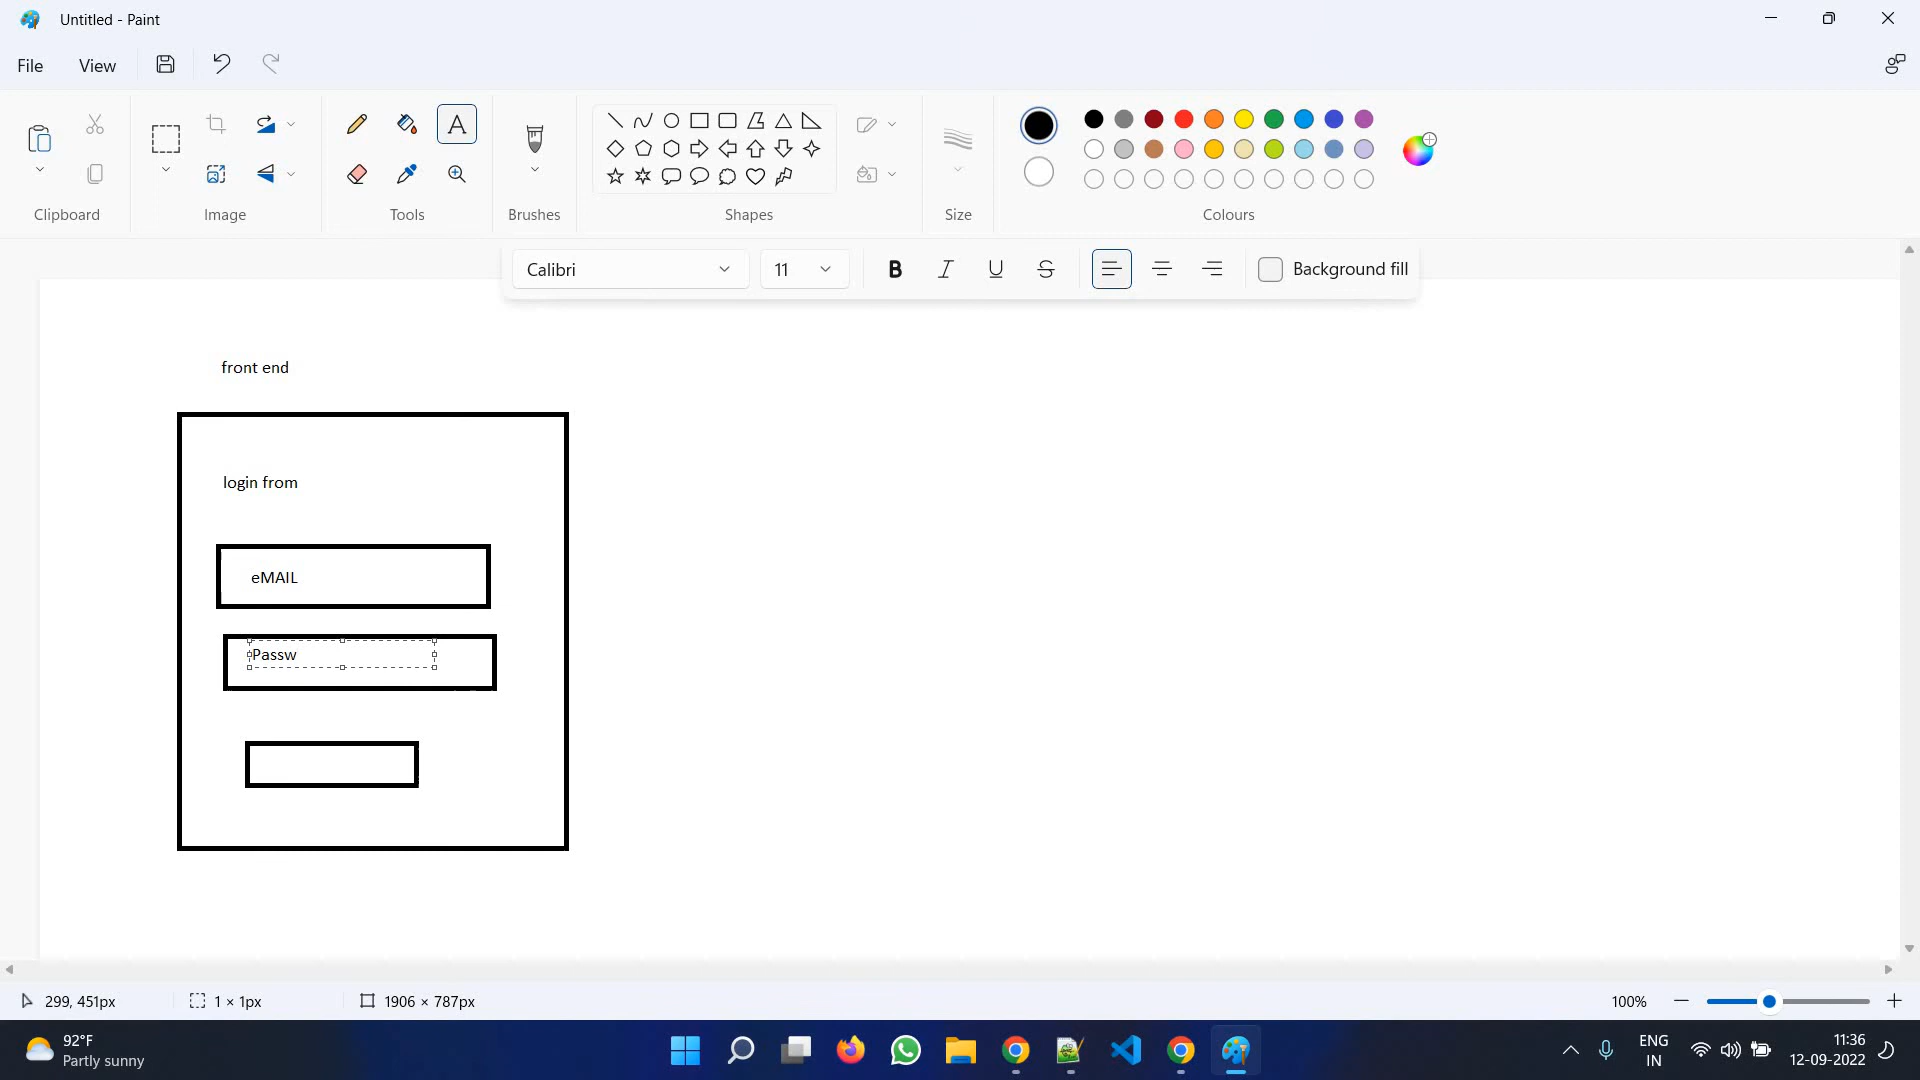 Untitled - Paint
File View
Clipboard Image Tools Brushes Shapes Size Colours
Calibri 11 B I U S Background fill
front end
login from
eMAIL
Passw
299, 451px 1 × 1px 1906 × 787px 100%
92°F
Partly sunny
ENG
IN
11:36
12-09-2022